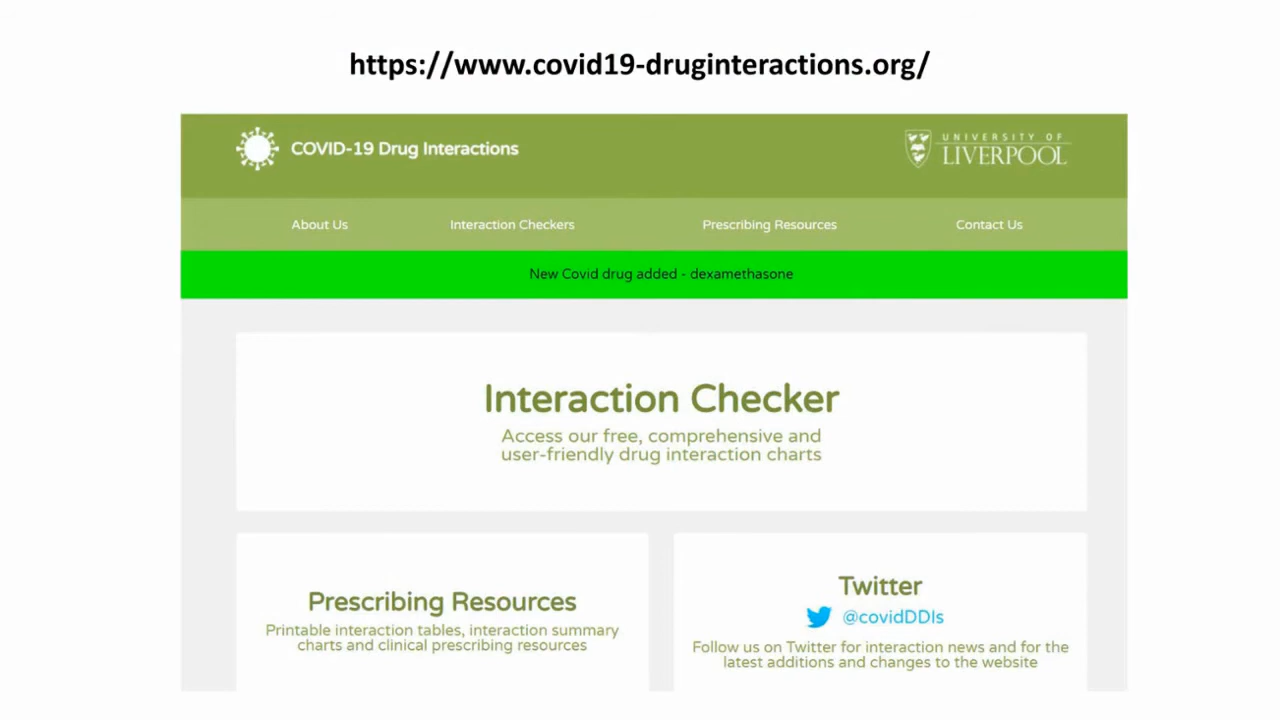 https://www.covid19-druginteractions.org/
COVID-19 Drug Interactions
UNIVERSITY OF
LIVERPOOL
About Us
Interaction Checkers
Prescribing Resources
Contact Us
New Covid drug added - dexamethasone
Interaction Checker
Access our free, comprehensive and
user-friendly drug interaction charts
Prescribing Resources
Printable interaction tables, interaction summary
charts and clinical prescribing resources
Twitter
@covidDDIs
Follow us on Twitter for interaction news and for the
latest additions and changes to the website